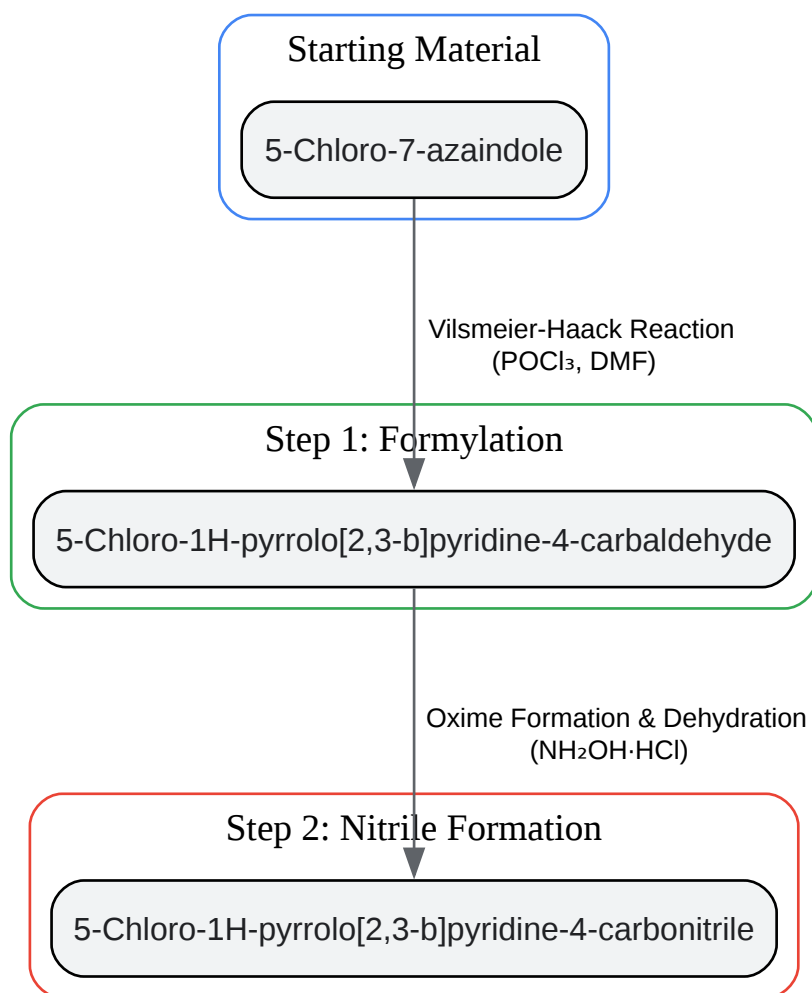 Starting Material
5-Chloro-7-azaindole
Vilsmeier-Haack Reaction
(POCl₃, DMF)
Step 1: Formylation
5-Chloro-1H-pyrrolo[2,3-b]pyridine-4-carbaldehyde
Oxime Formation & Dehydration
(NH₂OH·HCl)
Step 2: Nitrile Formation
5-Chloro-1H-pyrrolo[2,3-b]pyridine-4-carbonitrile